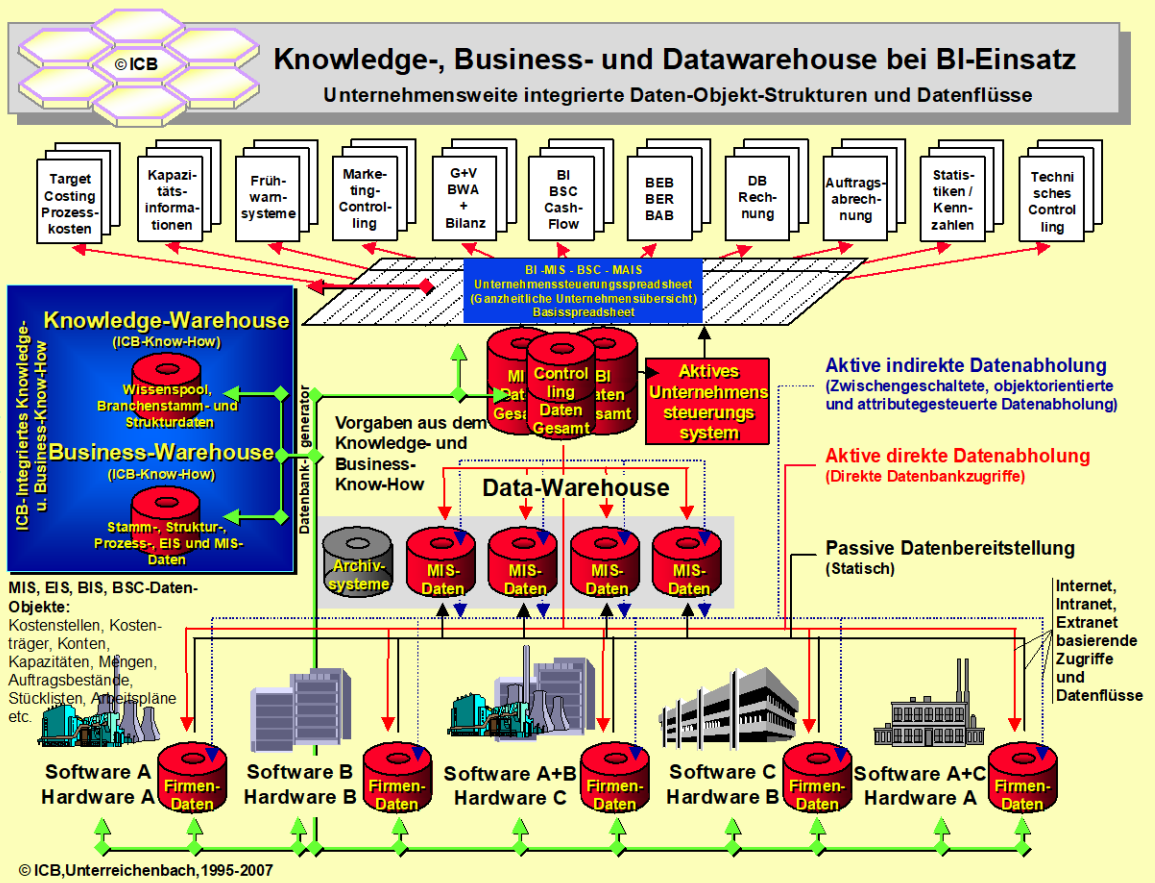 © ICB
Knowledge-, Business- und Datawarehouse bei BI-Einsatz
Unternehmensweite integrierte Daten-Objekt-Strukturen und Datenflüsse
Target
Costing
Prozess-
kosten
Kapazi-
täts-
informa-
tionen
Früh-
warn-
systeme
Marke-
ting-
Control-
ling
G+V
BWA
+
Bilanz
BI
BSC
Cash-
Flow
BEB
BER
BAB
DB
Rech-
nung
Auftrags-
abrech-
nung
Statis-
tiken /
Kenn-
zahlen
Techni
sches
Control
ling
BI -MIS - BSC - MAIS
Unternehmenssteuerungsspreadsheet
(Ganzheitliche Unternehmensübersicht)
Basisspreadsheet
ICB-Integriertes Knowledge-
u. Business-Know-How
Knowledge-Warehouse
(ICB-Know-How)
Wissenspool,
Branchenstamm- und
Strukturdaten
Business-Warehouse
(ICB-Know-How)
Stamm-, Struktur-,
Prozess-, EIS und MIS-
Daten
Datenbank-generator
MI
Dat
Gesa
Control
ling
Daten
Gesamt
BI
aten
samt
Aktives
Unternehmens
steuerungs
system
Vorgaben aus dem
Knowledge- und
Business-
Know-How
Aktive indirekte Datenabholung
(Zwischengeschaltete, objektorientierte
und attributegesteuerte Datenabholung)
Aktive direkte Datenabholung
(Direkte Datenbankzugriffe)
Data-Warehouse
Archiv-
systeme
MIS-
Daten
MIS-
Daten
MIS-
Daten
MIS-
Daten
Passive Datenbereitstellung
(Statisch)
Internet,
Intranet,
Extranet
basierende
Zugriffe
und
Datenflüsse
MIS, EIS, BIS, BSC-Daten-
Objekte:
Kostenstellen, Kosten-
träger, Konten,
Kapazitäten, Mengen,
Auftragsbestände,
Stücklisten, Arbeitspläne
etc.
Software A
Hardware A
Firmen-
Daten
Software B
Hardware B
Firmen-
Daten
Software A+B
Hardware C
Firmen-
Daten
Software C
Hardware B
Firmen-
Daten
Software A+C
Hardware A
Firmen-
Daten
© ICB,Unterreichenbach,1995-2007